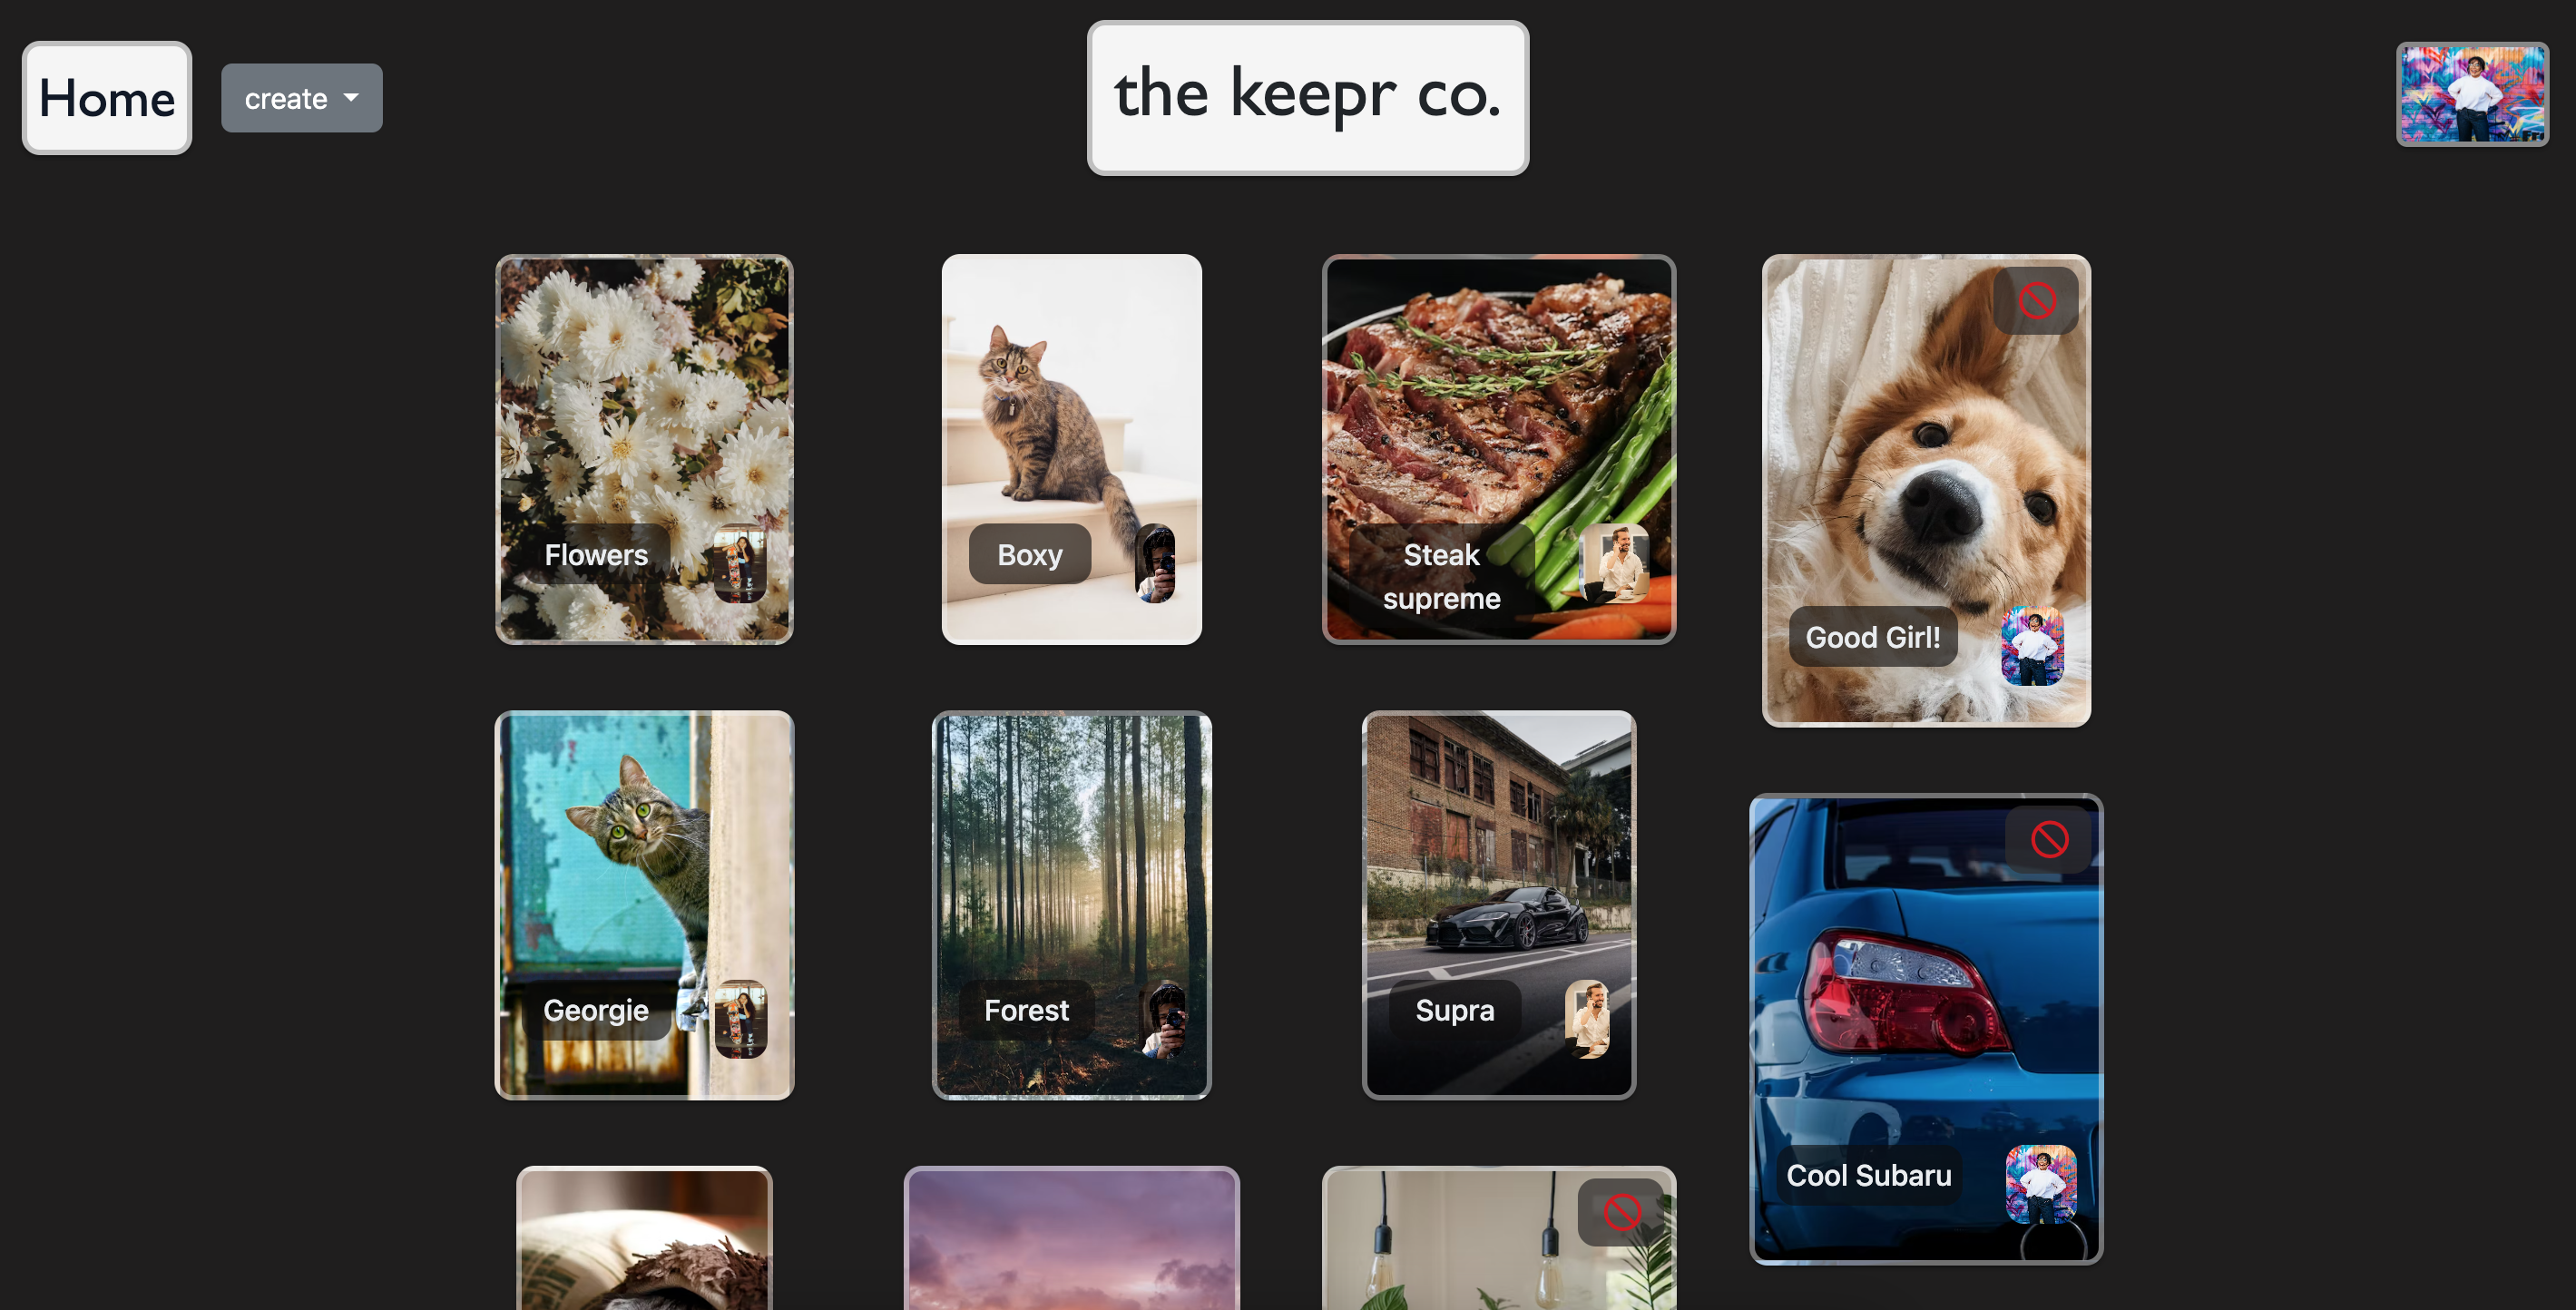 Home
create
the keepr co.
Flowers
Boxy
Steak
supreme
Good Girl!
Georgie
Forest
Supra
Cool Subaru